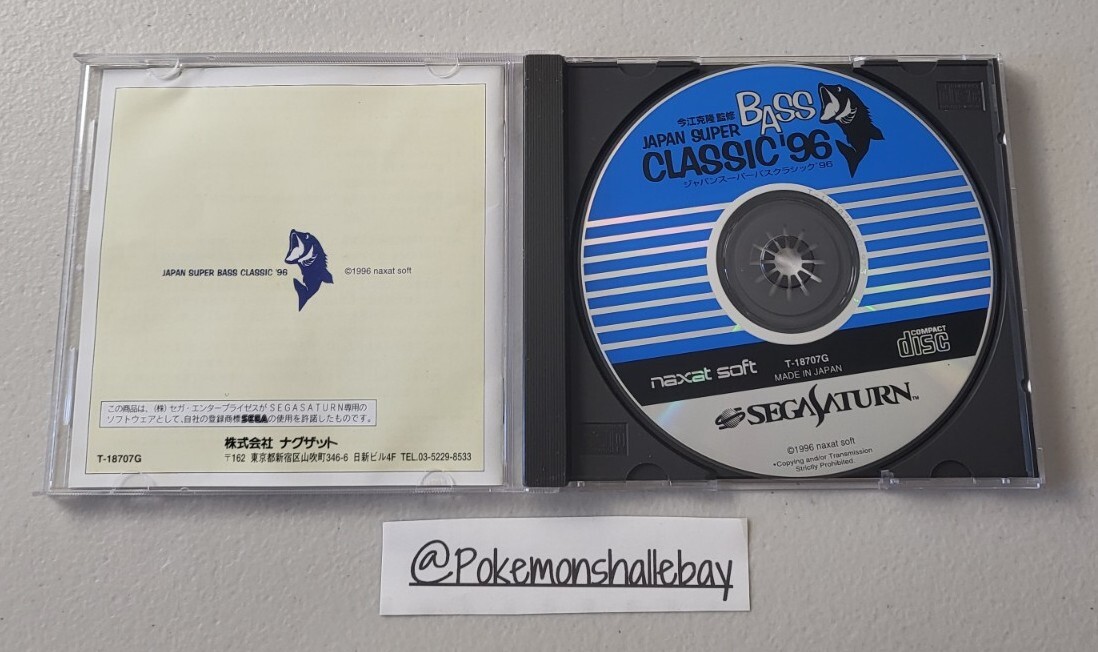 JAPAN SUPER BASS CLASSIC '96
©1996 naxat soft
この商品は、(株)セガ・エンタープライゼスがSEGASATURN専用の
ソフトウェアとして、自社の登録商標SEGAの使用を許諾したものです。
株式会社 ナグザット
T-18707G
〒162 東京都新宿区山吹町346-6 日新ビル4F TEL.03-5229-8533
今江克隆 監修
JAPAN SUPER BASS
CLASSIC '96
ジャパンスーパーバスクラシック'96
naxat soft
T-18707G
MADE IN JAPAN
COMPACT
disc
SEGASATURN™
©1996 naxat soft
•Copying and/or Transmission
Strictly Prohibited.
@Pokemonshallebay